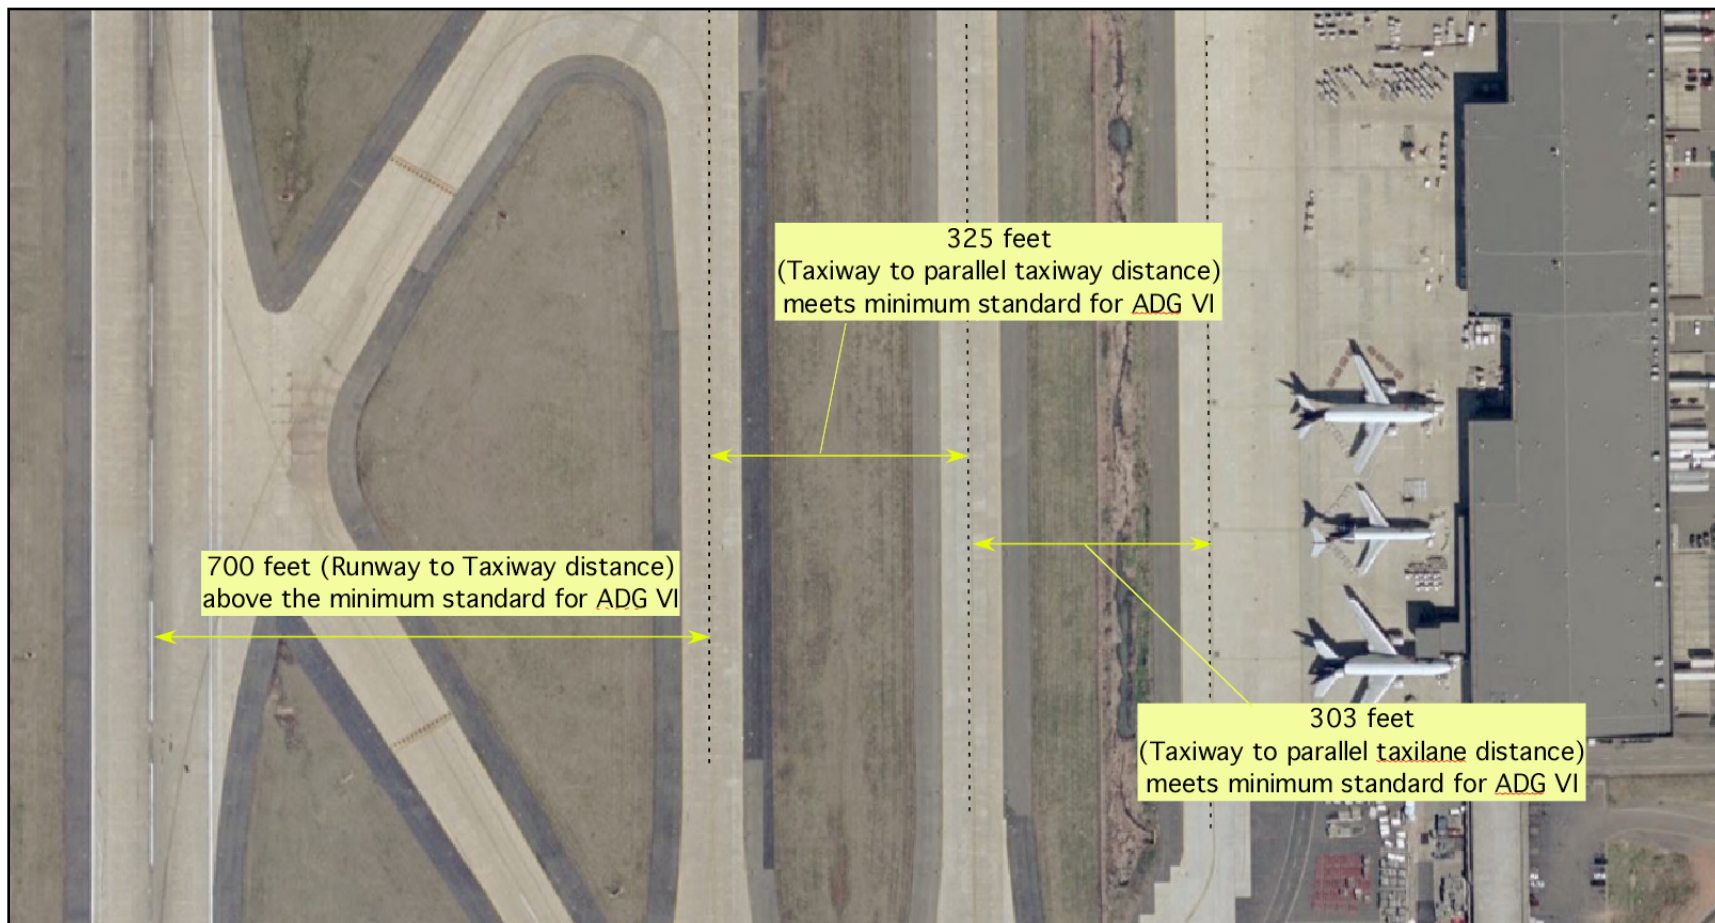 325 feet
(Taxiway to parallel taxiway distance)
meets minimum standard for ADG VI
700 feet (Runway to Taxiway distance)
above the minimum standard for ADG VI
303 feet
(Taxiway to parallel taxilane distance)
meets minimum standard for ADG VI